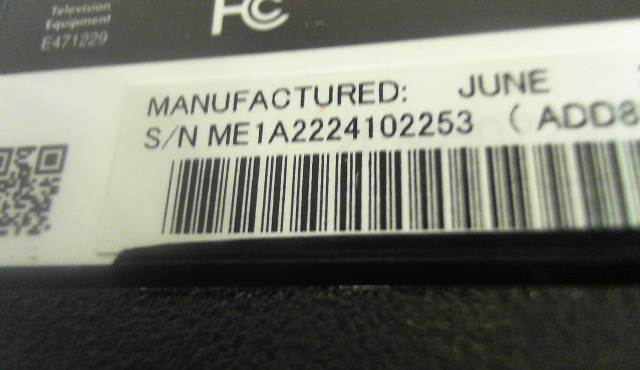 Television
Equipment
E471229
FC
MANUFACTURED: JUNE
S/N ME1A2224102253 ( ADD8